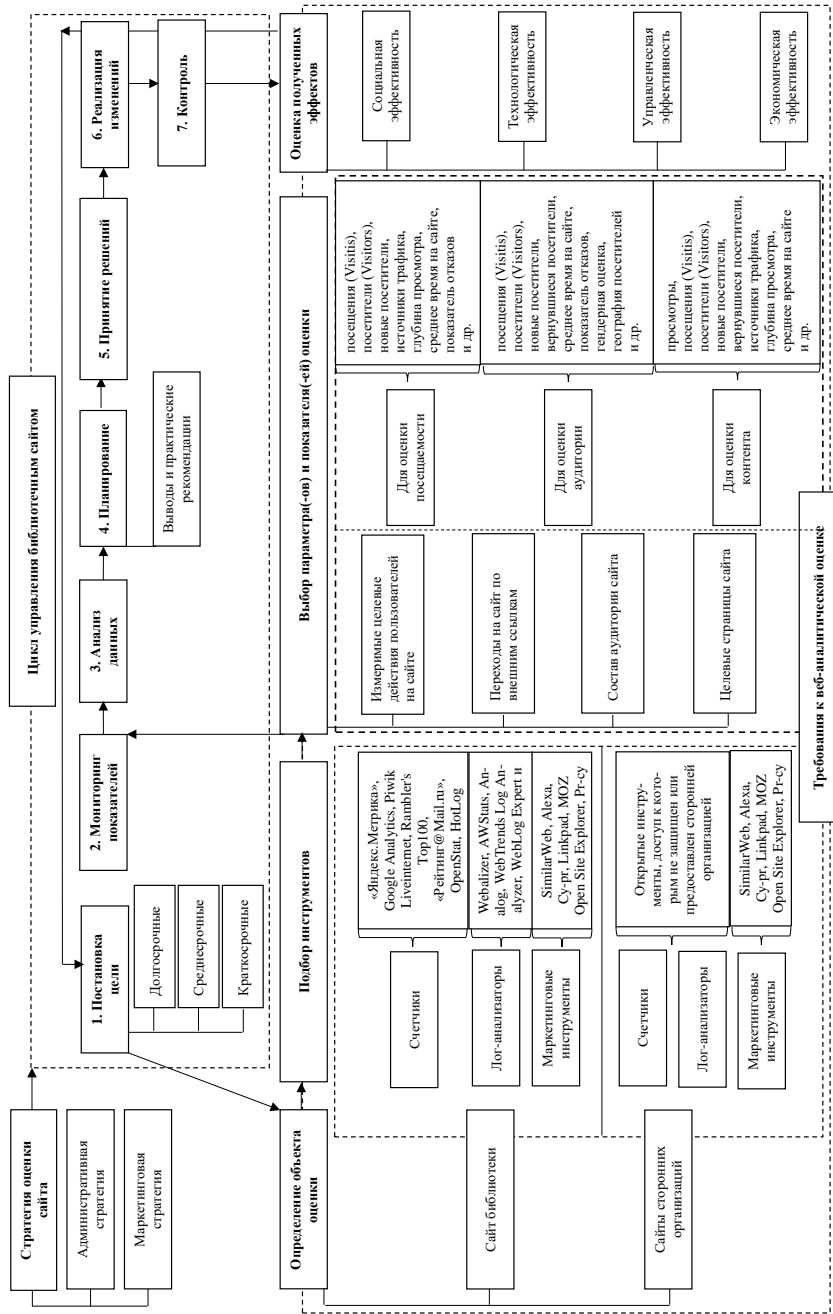 Стратегия оценки
сайта
Административная
стратегия
Маркетинговая
стратегия
Цикл управления библиотечным сайтом
1. Постановка
цели
Долгосрочные
Среднесрочные
Краткосрочные
2. Мониторинг
показателей
3. Анализ
данных
4. Планирование
Выводы и практические
рекомендации
5. Принятие решений
6. Реализация
изменений
7. Контроль
Определение объекта
оценки
Подбор инструментов
Выбор параметра(-ов) и показателя(-ей) оценки
Оценка полученных
эффектов
Сайт библиотеки
Сайты сторонних
организаций
Счетчики
«Яндекс.Метрика»,
Google Analytics, Piwik
Liveinternet, Rambler's
Top100,
«Рейтинг@Mail.ru»,
OpenStat, HotLog
Лог-анализаторы
Webalizer, AWStats, An-
alog, WebTrends Log An-
alyzer, WebLog Expert и
Маркетинговые
инструменты
SimilarWeb, Alexa,
Cy-pr, Linkpad, MOZ
Open Site Explorer, Pr-cy
Счетчики
Лог-анализаторы
Открытые инстру-
менты, доступ к кото-
рым не защищен или
предоставлен сторонней
организацией
Маркетинговые
инструменты
SimilarWeb, Alexa,
Cy-pr, Linkpad, MOZ
Open Site Explorer, Pr-cy
Измеримые целевые
действия пользователей
на сайте
Переходы на сайт по
внешним ссылкам
Состав аудитории сайта
Целевые страницы сайта
Для оценки
посещаемости
посещения (Visitis),
посетители (Visitors),
новые посетители,
источники трафика,
глубина просмотра,
среднее время на сайте,
показатель отказов
и др.
Для оценки
аудитории
посещения (Visitis),
посетители (Visitors),
новые посетители,
вернувшиеся посетители,
среднее время на сайте,
показатель отказов,
гендерная оценка,
география посетителей
и др.
Для оценки
контента
просмотры,
посещения (Visitis),
посетители (Visitors),
новые посетители,
вернувшиеся посетители,
источники трафика,
глубина просмотра,
среднее время на сайте
и др.
Социальная
эффективность
Технологическая
эффективность
Управленческая
эффективность
Экономическая
эффективность
Требования к веб-аналитической оценке